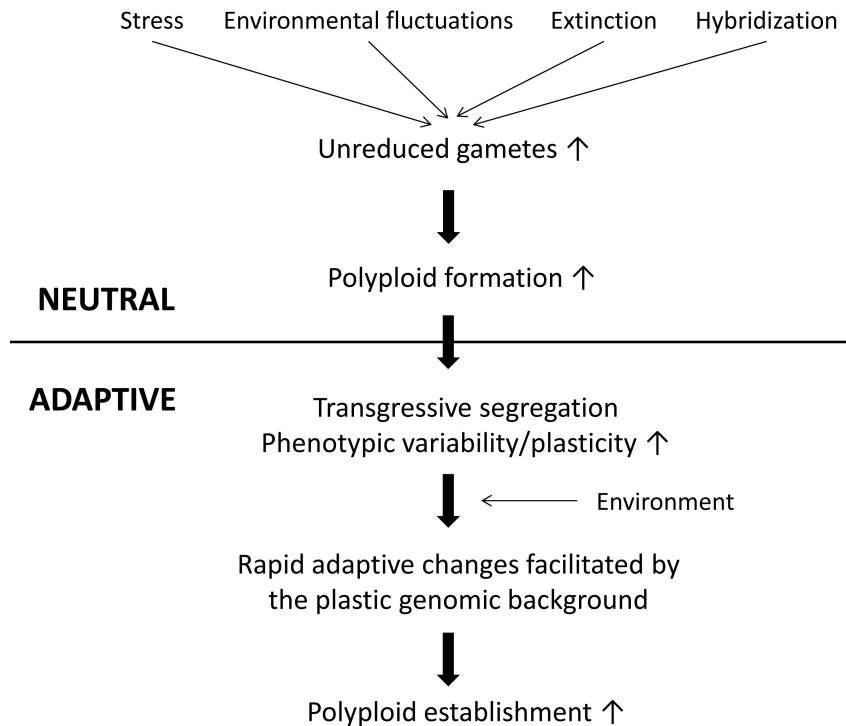 Stress Environmental fluctuations Extinction Hybridization
Unreduced gametes ↑
Polyploid formation ↑
NEUTRAL
ADAPTIVE
Transgressive segregation
Phenotypic variability/plasticity ↑
Environment
Rapid adaptive changes facilitated by
the plastic genomic background
Polyploid establishment ↑